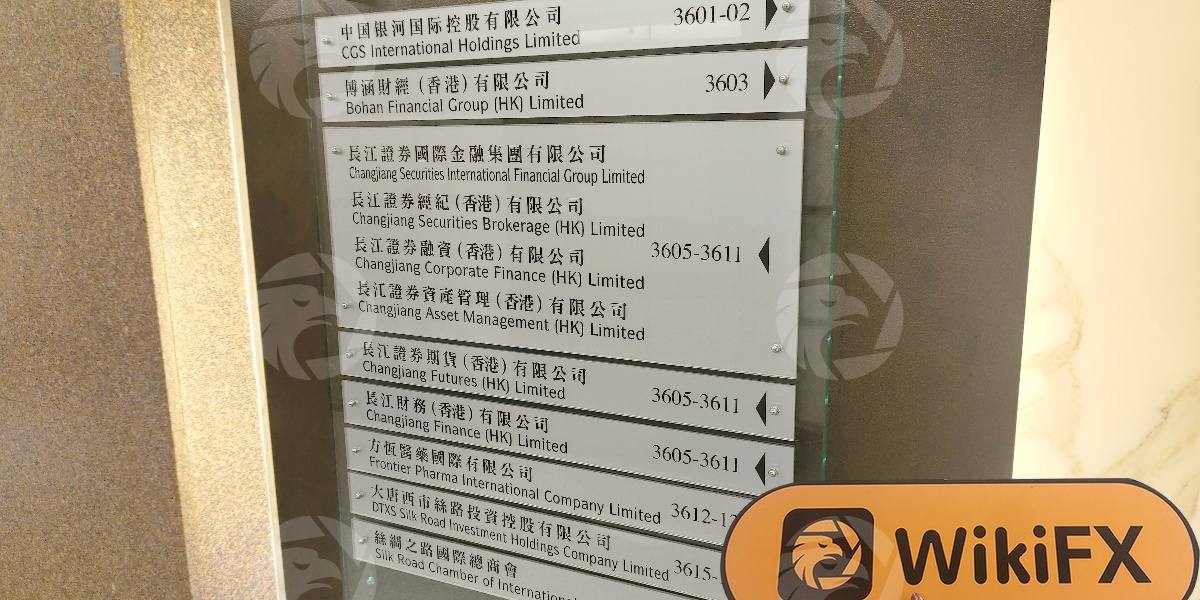 中国银河国际控股有限公司 3601-02
CGS International Holdings Limited
博涵財經（香港）有限公司 3603
Bohan Financial Group (HK) Limited
長江證券國際金融集團有限公司
Changjiang Securities International Financial Group Limited
長江證券經紀（香港）有限公司
Changjiang Securities Brokerage (HK) Limited
長江證券融資（香港）有限公司 3605-3611
Changjiang Corporate Finance (HK) Limited
長江證券資產管理（香港）有限公司
Changjiang Asset Management (HK) Limited
長江證券期貨（香港）有限公司 3605-3611
Changjiang Futures (HK) Limited
長江財務（香港）有限公司 3605-3611
Changjiang Finance (HK) Limited
方恆醫藥國際有限公司
Frontier Pharma International Company Limited 3612-1
大唐西市絲路投資控股有限公司
DTXS Silk Road Investment Holdings Company Limited 3615-
絲綢之路國際總商會
Silk Road Chamber of International
WikiFX